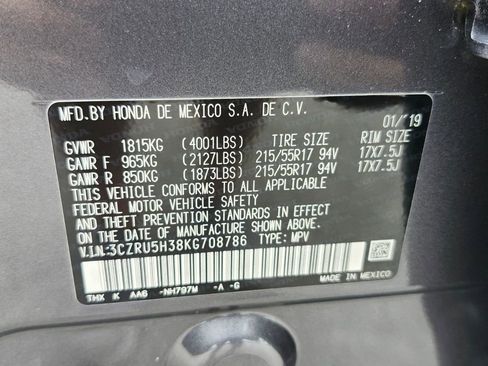 MFD. BY HONDA DE MEXICO S.A. DE C.V.
01/'19
GVWR 1815KG (4001LBS) TIRE SIZE RIM SIZE
GAWR F 965KG (2127LBS) 215/55R17 94V 17X7.5J
GAWR R 850KG (1873LBS) 215/55R17 94V 17X7.5J
THIS VEHICLE CONFORMS TO ALL APPLICABLE
FEDERAL MOTOR VEHICLE SAFETY
AND THEFT PREVENTION STANDARDS IN EFFECT
ON THE DATE OF MANUFACTURE SHOWN ABOVE.
V.I.N:3CZRU5H38KG708786 TYPE: MPV
THX K AA6 -NH797M -A -G
MADE IN MEXICO